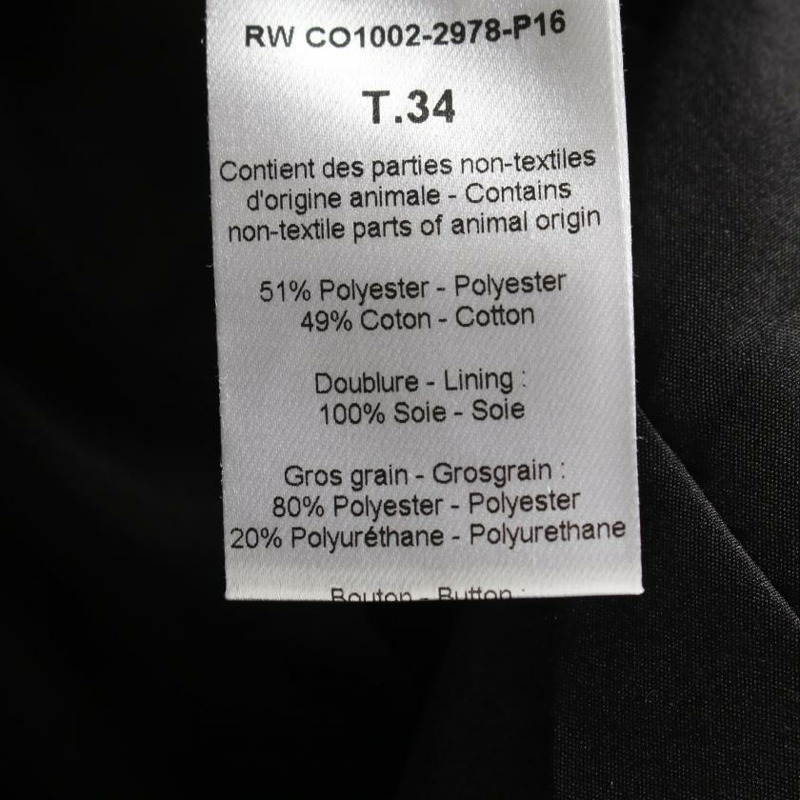 RW CO1002-2978-P16
T.34
Contient des parties non-textiles
d'origine animale - Contains
non-textile parts of animal origin
51% Polyester - Polyester
49% Coton - Cotton
Doublure - Lining :
100% Soie - Soie
Gros grain - Grosgrain :
80% Polyester - Polyester
20% Polyuréthane - Polyurethane
Bouton - Button :